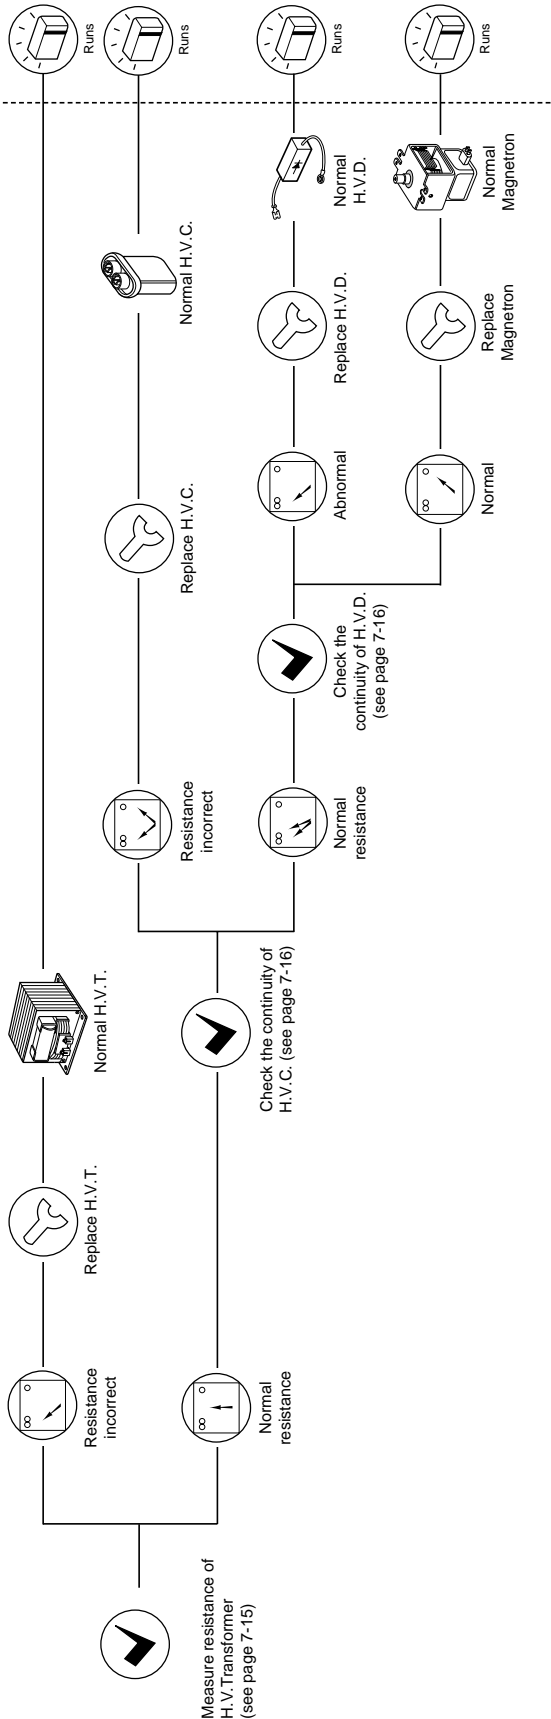 Measure resistance of
H.V.Transformer
(see page 7-15)
Resistance
incorrect
Replace H.V.T.
Normal H.V.T.
Runs
Normal
resistance
Check the continuity of
H.V.C. (see page 7-16)
Resistance
incorrect
Replace H.V.C.
Normal H.V.C.
Runs
Normal
resistance
Check the
continuity of H.V.D.
(see page 7-16)
Abnormal
Replace H.V.D.
Normal
H.V.D.
Runs
Normal
Replace
Magnetron
Normal
Magnetron
Runs